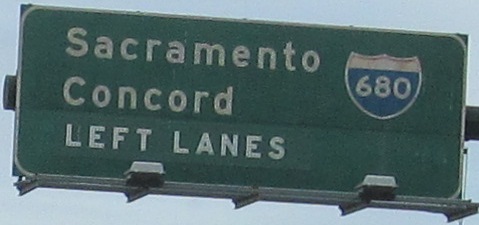 Sacramento
Concord
680
LEFT LANES